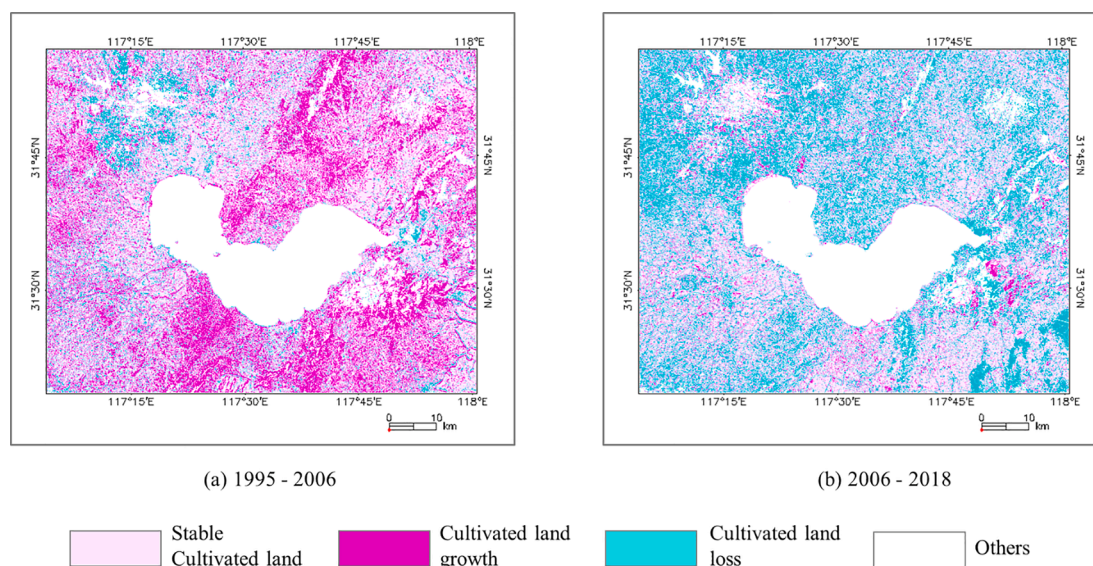 117°15'E 117°30'E 117°45'E 118°E
31°45'N 31°45'N
31°30'N 31°30'N
117°15'E 117°30'E 117°45'E 118°E
0 10
km
(a) 1995 - 2006
117°15'E 117°30'E 117°45'E 118°E
31°45'N 31°45'N
31°30'N 31°30'N
117°15'E 117°30'E 117°45'E 118°E
0 10
km
(b) 2006 - 2018
Stable
Cultivated land
Cultivated land
growth
Cultivated land
loss
Others